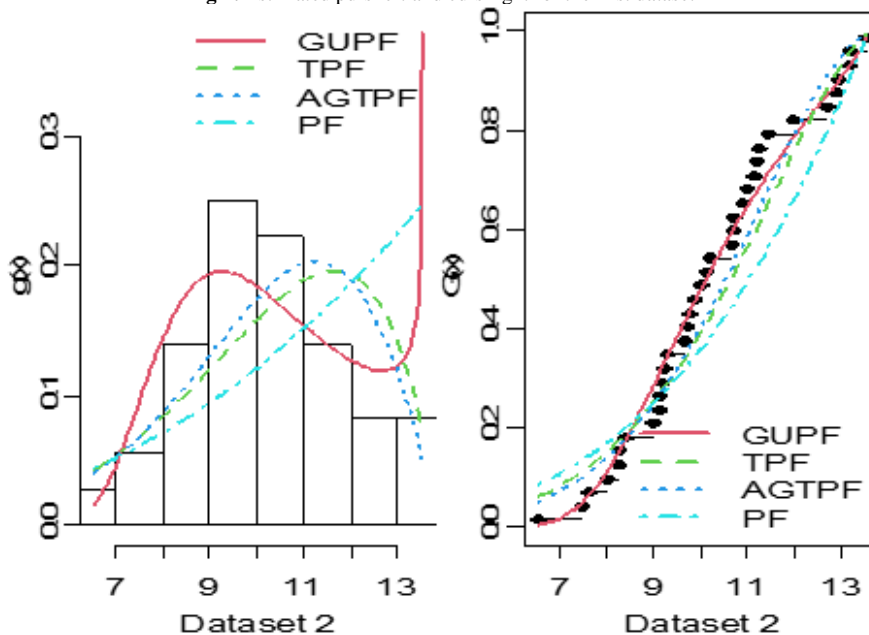 GUPF
TPF
AGTPF
PF
0.3
0.2
0.1
0.0
g(x)
7 9 11 13
Dataset 2
1.0
0.8
0.6
0.4
0.2
0.0
G(x)
GUPF
TPF
AGTPF
PF
7 9 11 13
Dataset 2